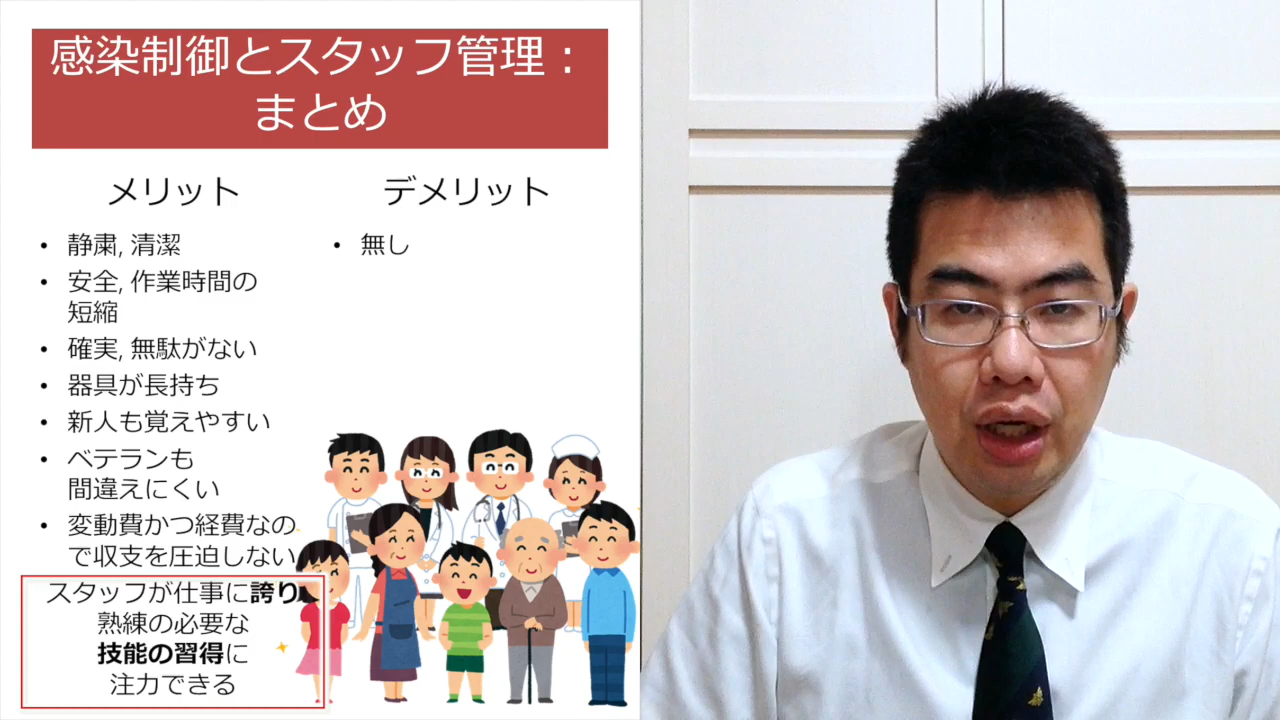 感染制御とスタッフ管理：
まとめ
メリット
• 静粛, 清潔
• 安全, 作業時間の
短縮
• 確実, 無駄がない
• 器具が長持ち
• 新人も覚えやすい
• ベテランも
間違えにくい
• 変動費かつ経費なの
で収支を圧迫しない
スタッフが仕事に誇り
熟練の必要な
技能の習得に
注力できる
デメリット
• 無し